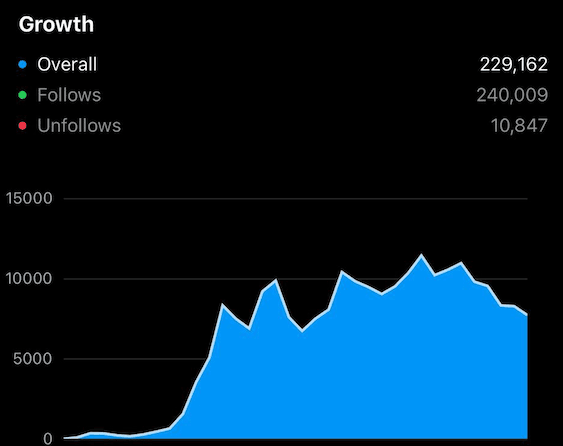 Growth
Overall 229,162
Follows 240,009
Unfollows 10,847
15000
10000
5000
0